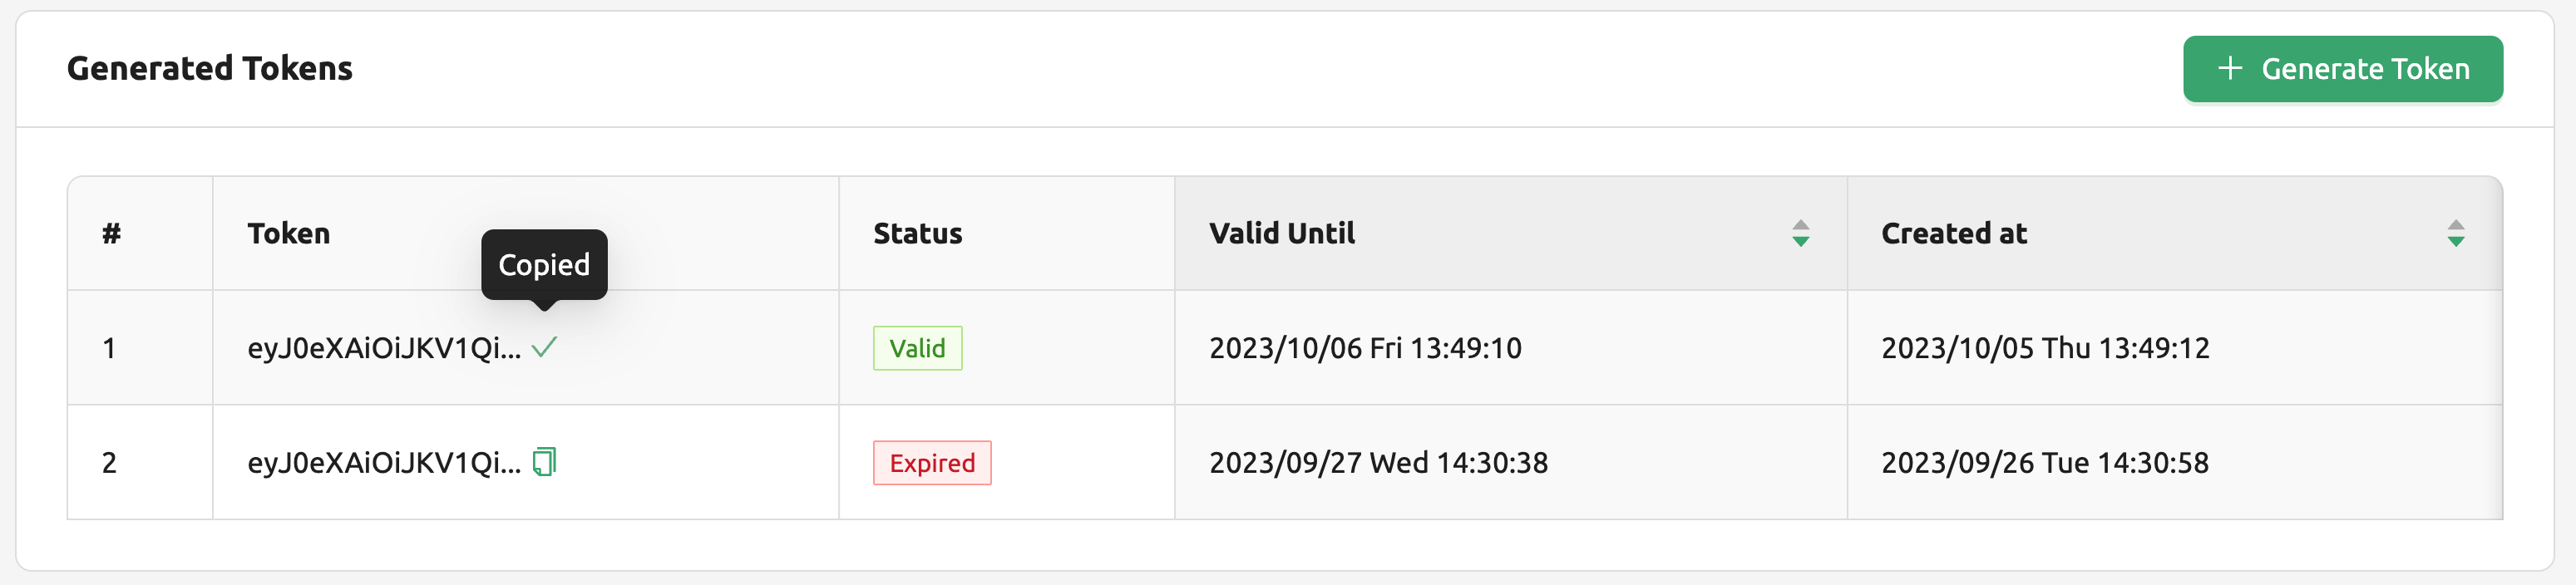 Generated Tokens
+ Generate Token
# Token Status Valid Until Created at
Copied
1 eyJ0eXAiOiJKV1Qi... Valid 2023/10/06 Fri 13:49:10 2023/10/05 Thu 13:49:12
2 eyJ0eXAiOiJKV1Qi... Expired 2023/09/27 Wed 14:30:38 2023/09/26 Tue 14:30:58